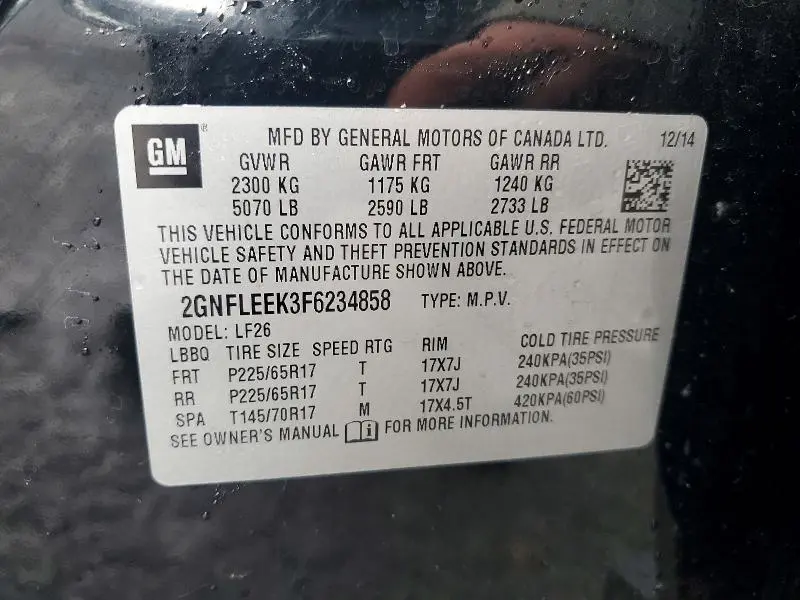 GM ® MFD BY GENERAL MOTORS OF CANADA LTD. 12/14
GVWR GAWR FRT GAWR RR
2300 KG 1175 KG 1240 KG
5070 LB 2590 LB 2733 LB
THIS VEHICLE CONFORMS TO ALL APPLICABLE U.S. FEDERAL MOTOR
VEHICLE SAFETY AND THEFT PREVENTION STANDARDS IN EFFECT ON
THE DATE OF MANUFACTURE SHOWN ABOVE.
2GNFLEEK3F6234858 TYPE: M.P.V.
MODEL: LF26
LBBQ TIRE SIZE SPEED RTG RIM COLD TIRE PRESSURE
FRT P225/65R17 T 17X7J 240KPA(35PSI)
RR P225/65R17 T 17X7J 240KPA(35PSI)
SPA T145/70R17 M 17X4.5T 420KPA(60PSI)
SEE OWNER'S MANUAL i FOR MORE INFORMATION.